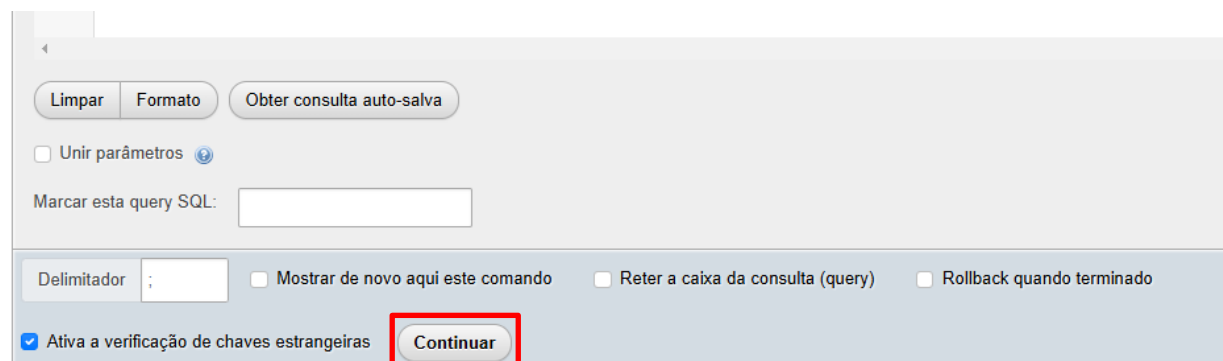 Limpar Formato Obter consulta auto-salva
Unir parâmetros
Marcar esta query SQL:
Delimitador ; Mostrar de novo aqui este comando Reter a caixa da consulta (query) Rollback quando terminado
Ativa a verificação de chaves estrangeiras Continuar